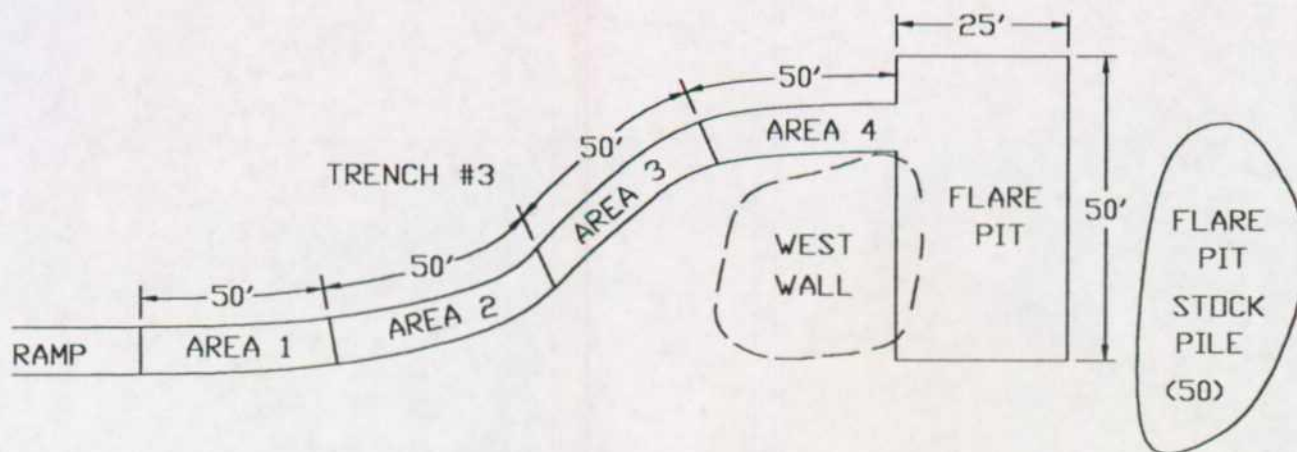 25'
50'
50'
TRENCH #3
AREA 4
AREA 3
50'
50'
AREA 2
50'
RAMP
AREA 1
WEST
WALL
FLARE
PIT
50'
FLARE
PIT
STOCK
PILE
(50)